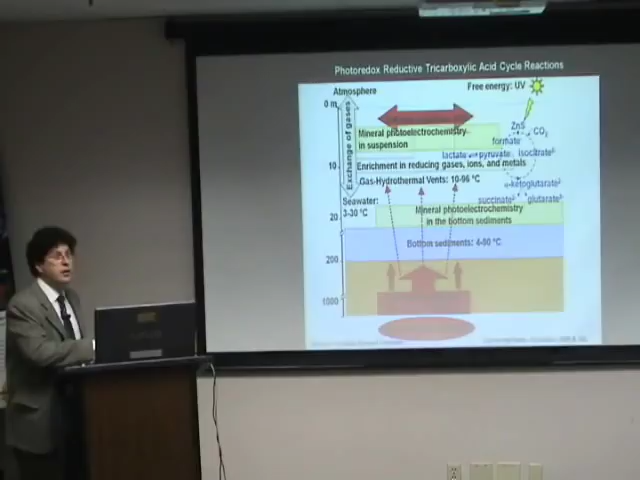 Photoredox Reductive Tricarboxylic Acid Cycle Reactions
Atmosphere
Free energy: UV
0 m
Exchange of gases
ZnS
CO2
Mineral photoelectrochemistry
in suspension
formate
lactate
pyruvate
isocitrate
10
Enrichment in reducing gases, ions, and metals
Gas-Hydrothermal Vents: 10-96 °C
α-ketoglutarate
Seawater:
3-30 °C
succinate
glutarate
20
Mineral photoelectrochemistry
in the bottom sediments
Bottom sediments: 4-90 °C
200
1000